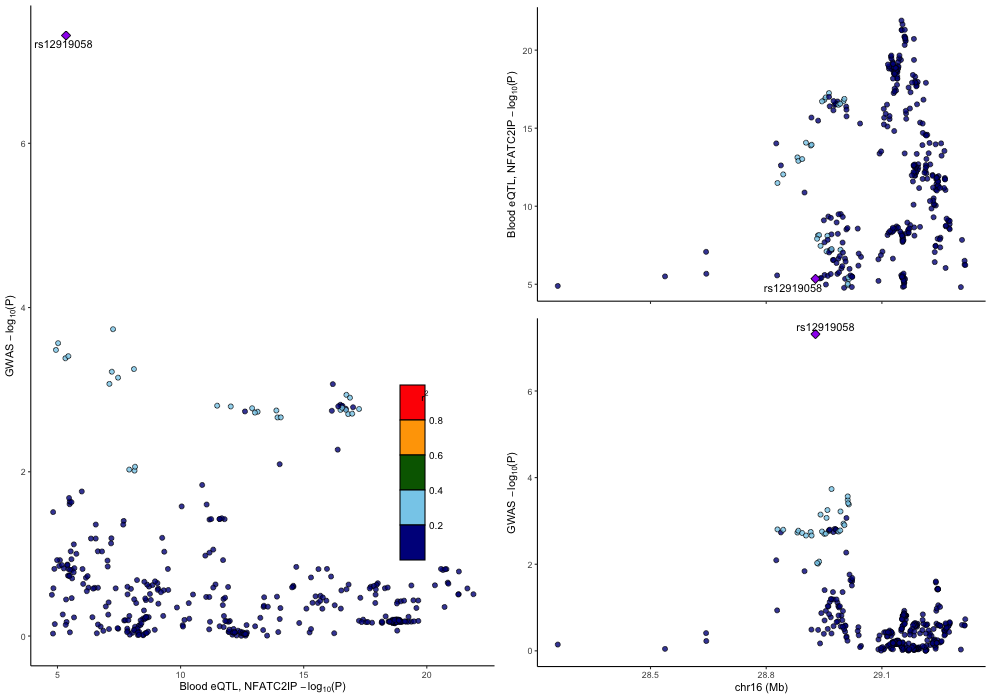 rs12919058
6
4
2
0
GWAS −log10(P)
5
10
15
20
Blood eQTL, NFATC2IP −log10(P)
r2
0.8
0.6
0.4
0.2
20
15
10
5
Blood eQTL, NFATC2IP −log10(P)
rs12919058
rs12919058
6
4
2
0
GWAS −log10(P)
28.5
28.8
29.1
chr16 (Mb)